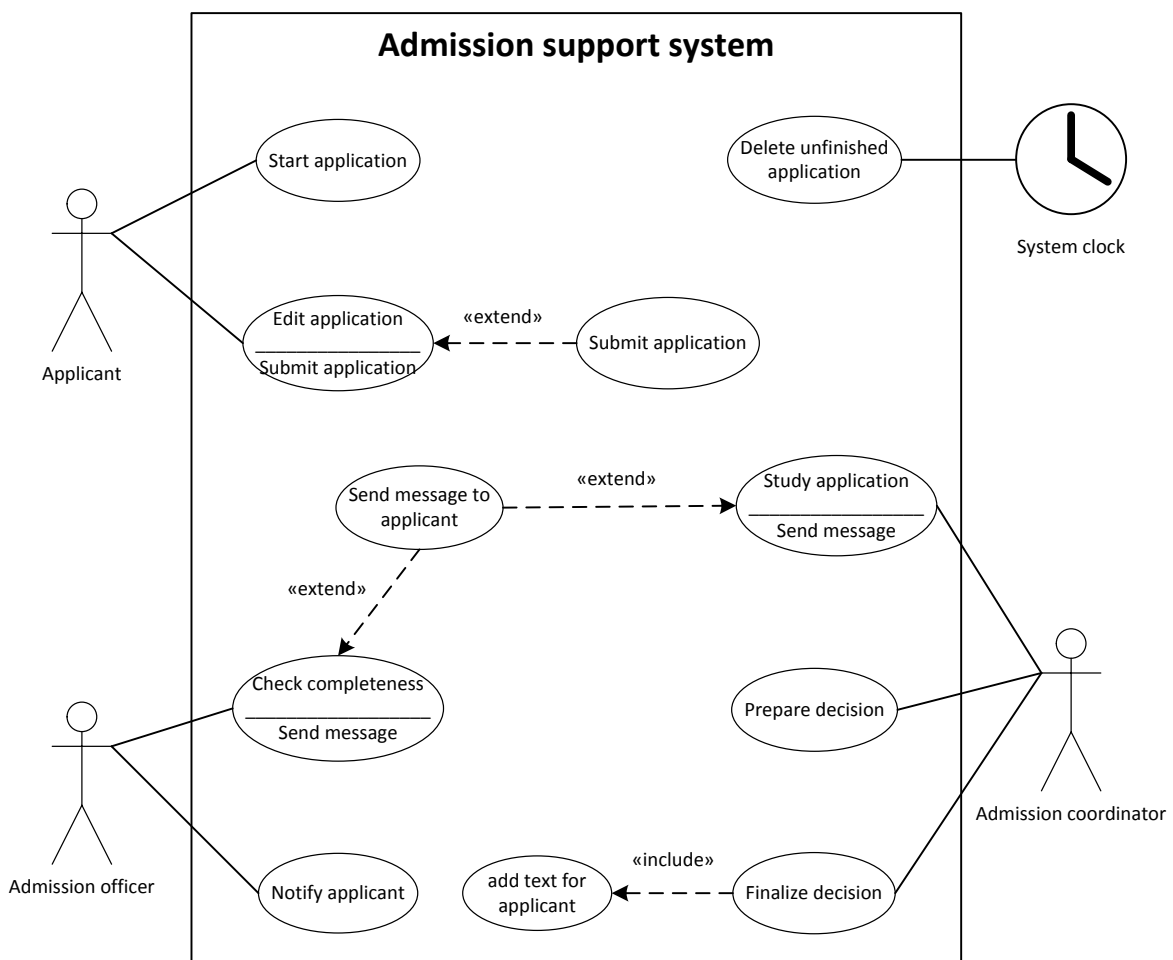 Admission support system
Start application
Delete unfinished
application
System clock
Edit application
Submit application
«extend»
Submit application
Applicant
Send message to
applicant
«extend»
Study application
Send message
«extend»
Check completeness
Send message
Prepare decision
Admission coordinator
Admission officer
Notify applicant
add text for
applicant
«include»
Finalize decision